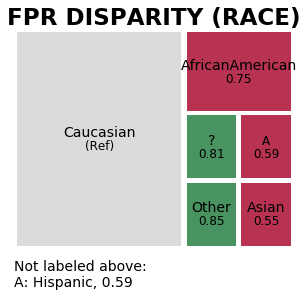 FPR DISPARITY (RACE)
Caucasian
(Ref)
AfricanAmerican
0.75
?
0.81
A
0.59
Other
0.85
Asian
0.55
Not labeled above:
A: Hispanic, 0.59